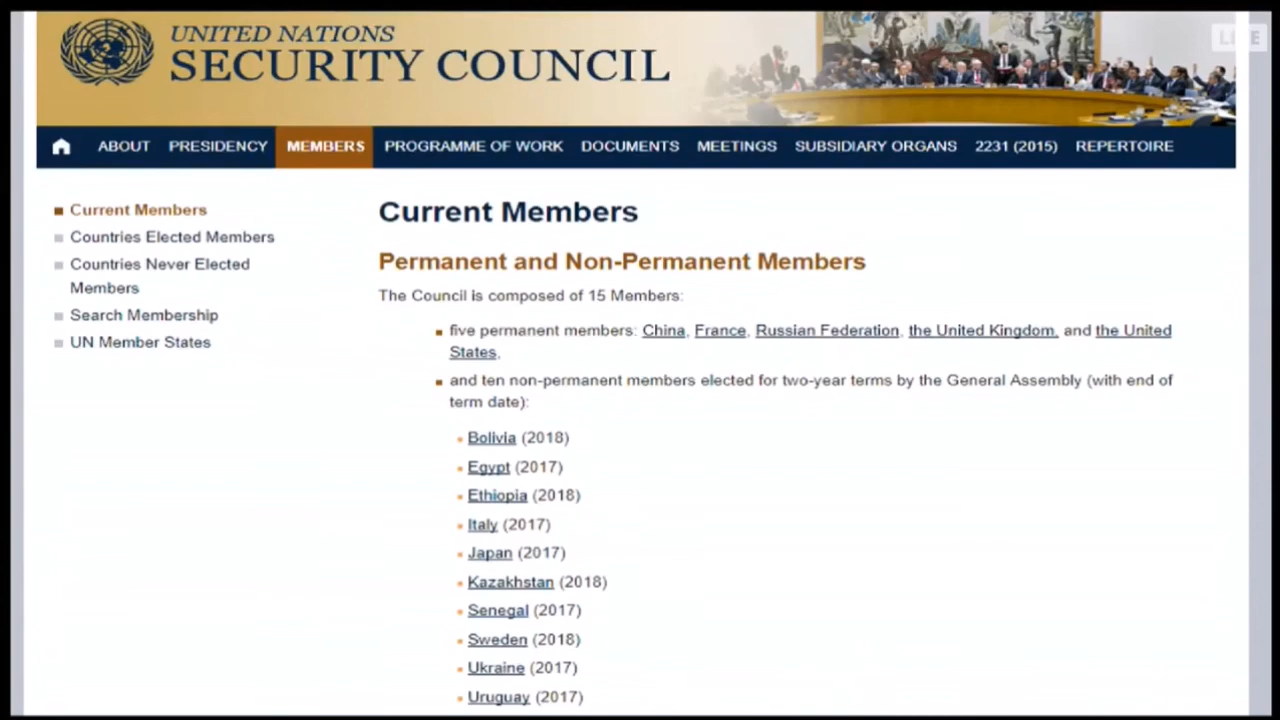 UNITED NATIONS
SECURITY COUNCIL
LIVE
ABOUT PRESIDENCY MEMBERS PROGRAMME OF WORK DOCUMENTS MEETINGS SUBSIDIARY ORGANS 2231 (2015) REPERTOIRE
Current Members
Countries Elected Members
Countries Never Elected
Members
Search Membership
UN Member States
Current Members
Permanent and Non-Permanent Members
The Council is composed of 15 Members:
five permanent members: China, France, Russian Federation, the United Kingdom, and the United
States,
and ten non-permanent members elected for two-year terms by the General Assembly (with end of
term date):
Bolivia (2018)
Egypt (2017)
Ethiopia (2018)
Italy (2017)
Japan (2017)
Kazakhstan (2018)
Senegal (2017)
Sweden (2018)
Ukraine (2017)
Uruguay (2017)